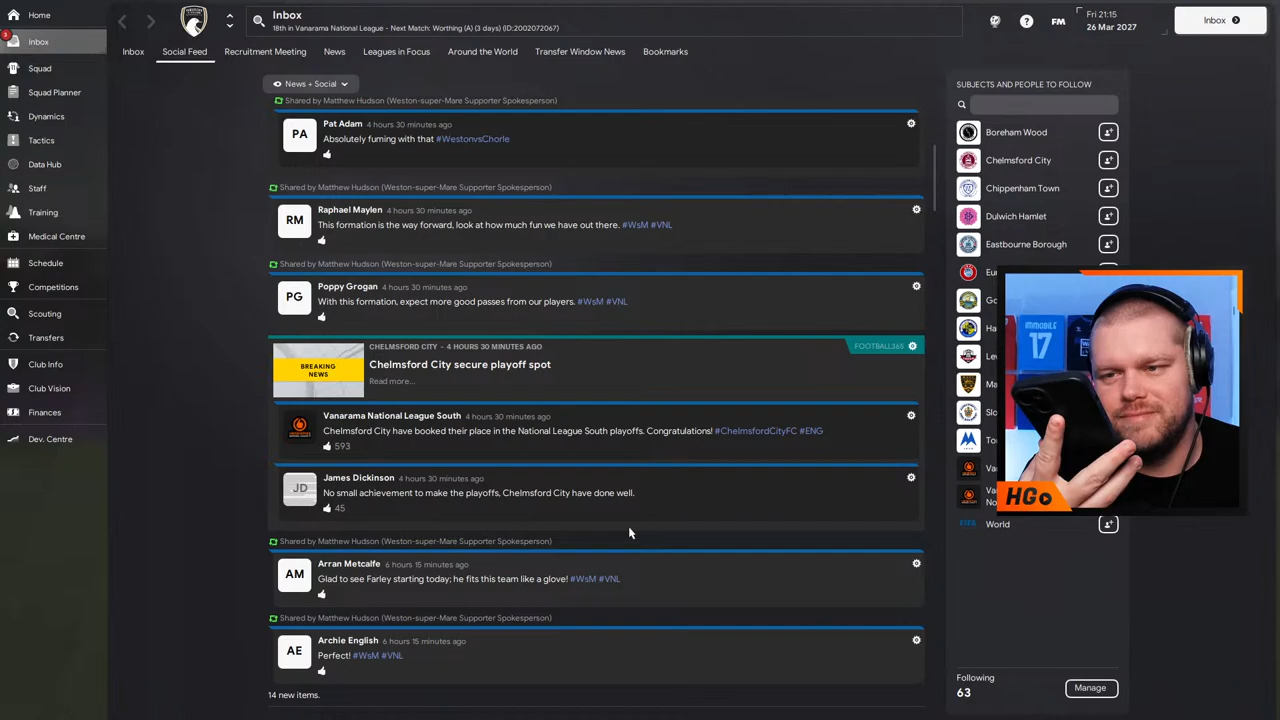 Home
Inbox
18th in Vanarama National League - Next Match: Worthing (A) (3 days) (ID:2002072067)
FM
Fri 21:15
26 Mar 2027
Inbox
3
Inbox
Squad
Squad Planner
Dynamics
Tactics
Data Hub
Staff
Training
Medical Centre
Schedule
Competitions
Scouting
Transfers
Club Info
Club Vision
Finances
Dev. Centre
Inbox
Social Feed
Recruitment Meeting
News
Leagues in Focus
Around the World
Transfer Window News
Bookmarks
News + Social
Shared by Matthew Hudson (Weston-super-Mare Supporter Spokesperson)
PA
Pat Adam 4 hours 30 minutes ago
Absolutely fuming with that #WestonvsChorle
Shared by Matthew Hudson (Weston-super-Mare Supporter Spokesperson)
RM
Raphael Maylen 4 hours 30 minutes ago
This formation is the way forward, look at how much fun we have out there. #WsM #VNL
Shared by Matthew Hudson (Weston-super-Mare Supporter Spokesperson)
PG
Poppy Grogan 4 hours 30 minutes ago
With this formation, expect more good passes from our players. #WsM #VNL
BREAKING
NEWS
CHELMSFORD CITY - 4 HOURS 30 MINUTES AGO
FOOTBALL365
Chelmsford City secure playoff spot
Read more...
Vanarama National League South 4 hours 30 minutes ago
Chelmsford City have booked their place in the National League South playoffs. Congratulations! #ChelmsfordCityFC #ENG
593
JD
James Dickinson 4 hours 30 minutes ago
No small achievement to make the playoffs, Chelmsford City have done well.
45
Shared by Matthew Hudson (Weston-super-Mare Supporter Spokesperson)
AM
Arran Metcalfe 6 hours 15 minutes ago
Glad to see Farley starting today; he fits this team like a glove! #WsM #VNL
Shared by Matthew Hudson (Weston-super-Mare Supporter Spokesperson)
AE
Archie English 6 hours 15 minutes ago
Perfect! #WsM #VNL
14 new items.
SUBJECTS AND PEOPLE TO FOLLOW
Boreham Wood
Chelmsford City
Chippenham Town
Dulwich Hamlet
Eastbourne Borough
FIFA
World
IMMOBILE
17
HG
Following
63
Manage